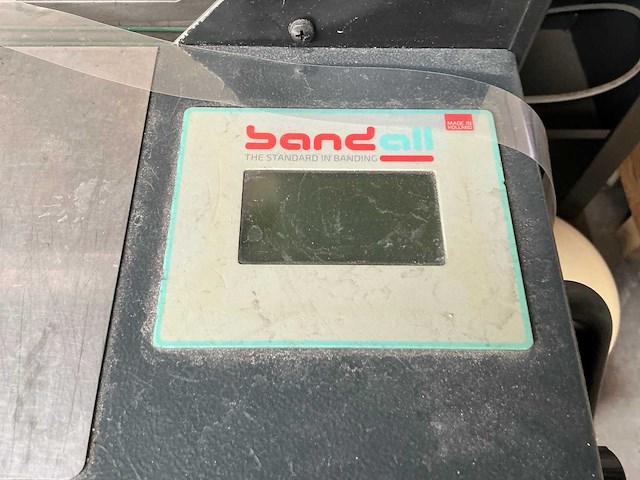 bandall
THE STANDARD IN BANDING
MADE IN
HOLLAND